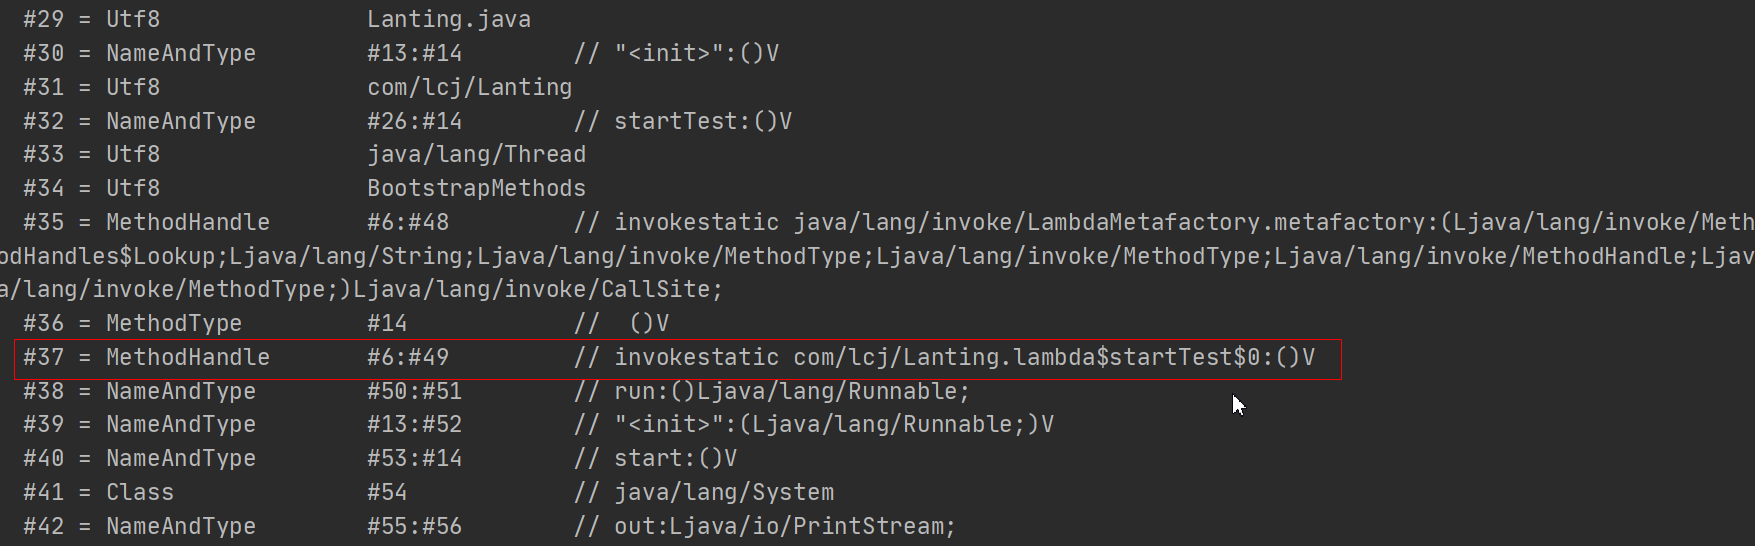 #29 = Utf8               Lanting.java
#30 = NameAndType        #13:#14        // "<init>":()V
#31 = Utf8               com/lcj/Lanting
#32 = NameAndType        #26:#14        // startTest:()V
#33 = Utf8               java/lang/Thread
#34 = Utf8               BootstrapMethods
#35 = MethodHandle       #6:#48         // invokestatic java/lang/invoke/LambdaMetafactory.metafactory:(Ljava/lang/invoke/Meth
odHandles$Lookup;Ljava/lang/String;Ljava/lang/invoke/MethodType;Ljava/lang/invoke/MethodType;Ljava/lang/invoke/MethodHandle;Ljav
a/lang/invoke/MethodType;)Ljava/lang/invoke/CallSite;
#36 = MethodType         #14            //  ()V
#37 = MethodHandle       #6:#49         // invokestatic com/lcj/Lanting.lambda$startTest$0:()V
#38 = NameAndType        #50:#51        // run:()Ljava/lang/Runnable;
#39 = NameAndType        #13:#52        // "<init>":(Ljava/lang/Runnable;)V
#40 = NameAndType        #53:#14        // start:()V
#41 = Class              #54            // java/lang/System
#42 = NameAndType        #55:#56        // out:Ljava/io/PrintStream;